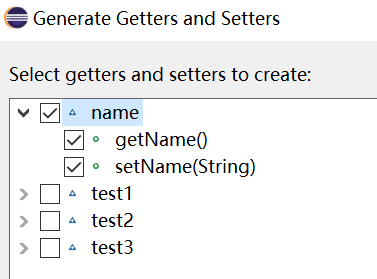 Generate Getters and Setters
Select getters and setters to create:
name
getName()
setName(String)
test1
test2
test3